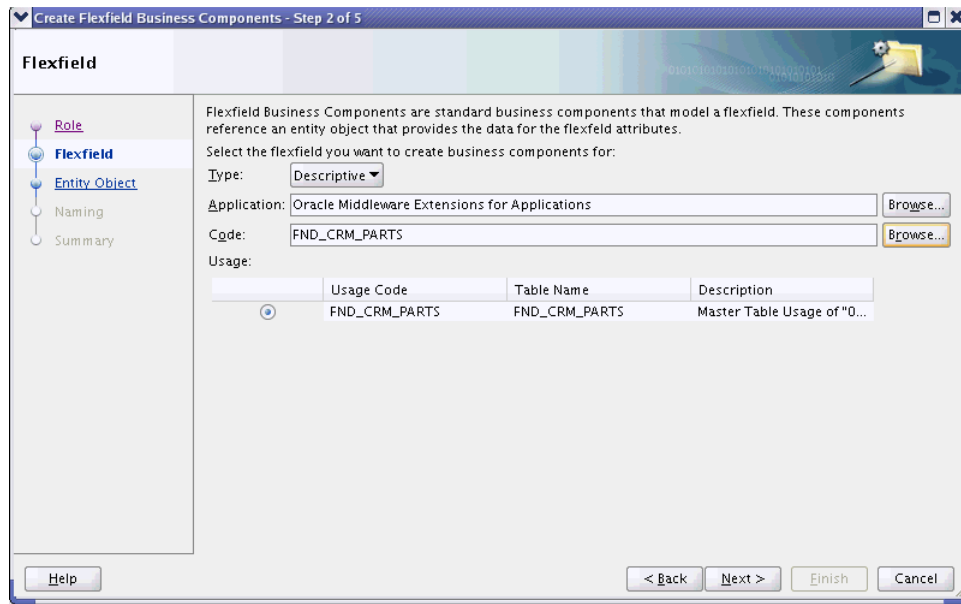 Create Flexfield Business Components - Step 2 of 5
Flexfield
Role
Flexfield
Entity Object
Naming
Summary
Flexfield Business Components are standard business components that model a flexfield. These components
reference an entity object that provides the data for the flexfeld attributes.
Select the flexfield you want to create business components for:
Type: Descriptive
Application: Oracle Middleware Extensions for Applications Browse...
Code: FND_CRM_PARTS Browse...
Usage:
Usage Code Table Name Description
FND_CRM_PARTS FND_CRM_PARTS Master Table Usage of "0...
Help < Back Next > Finish Cancel